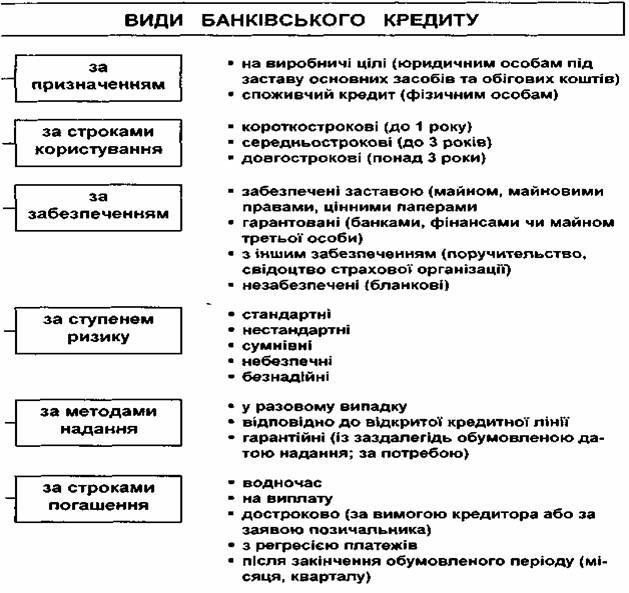 ВИДИ БАНКІВСЬКОГО КРЕДИТУ
за
призначенням
• на виробничі цілі (юридичним особам під
заставу основних засобів та обігових коштів)
• споживчий кредит (фізичним особам)
за строками
користування
• короткострокові (до 1 року)
• середньострокові (до 3 років)
• довгострокові (понад 3 роки)
за
забезпеченням
• забезпечені заставою (майном, майновими
правами, цінними паперами
• гарантовані (банками, фінансами чи майном
третьої особи)
• з іншим забезпеченням (поручительство,
свідоцтво страхової організації)
• незабезпечені (бланкові)
за ступенем
ризику
• стандартні
• нестандартні
• сумнівні
• небезпечні
• безнадійні
за методами
надання
• у разовому випадку
• відповідно до відкритої кредитної лінії
• гарантійні (із заздалегідь обумовленою да-
тою надання; за потребою)
за строками
погашення
• водночас
• на виплату
• достроково (за вимогою кредитора або за
заявою позичальника)
• з регресією платежів
• після закінчення обумовленого періоду (мі-
сяця, кварталу)